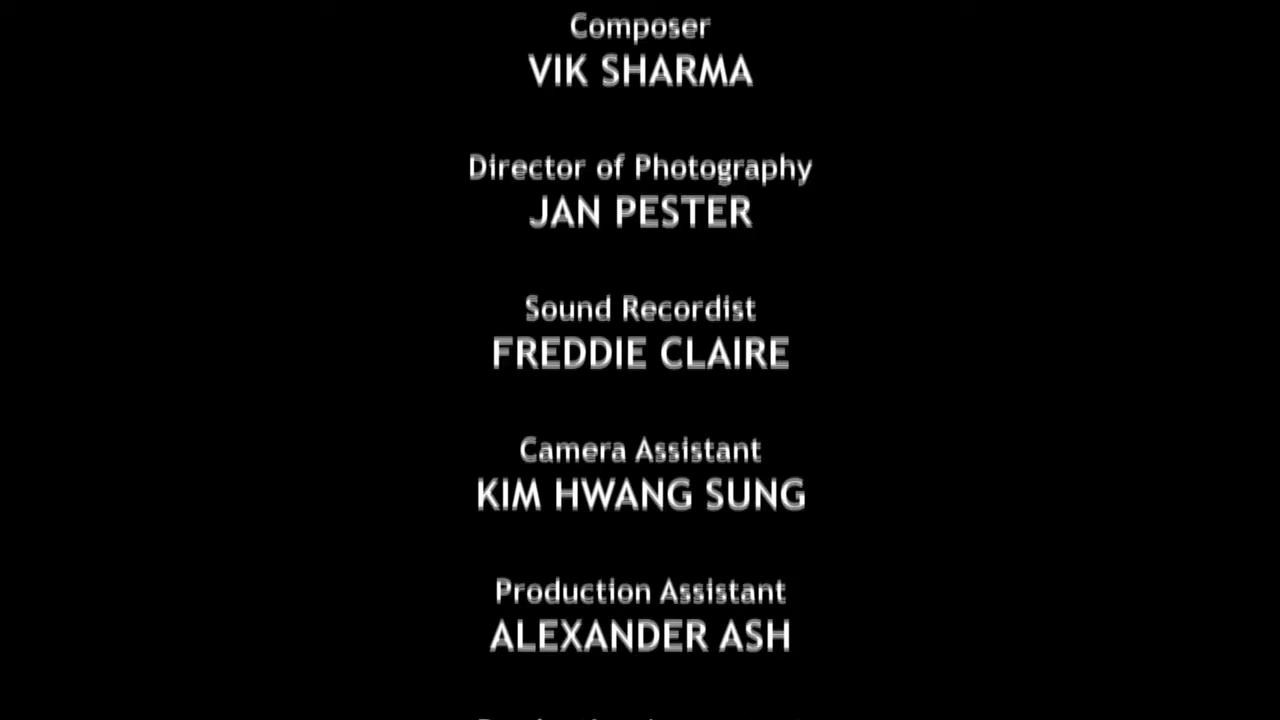 Composer
VIK SHARMA
Director of Photography
JAN PESTER
Sound Recordist
FREDDIE CLAIRE
Camera Assistant
KIM HWANG SUNG
Production Assistant
ALEXANDER ASH